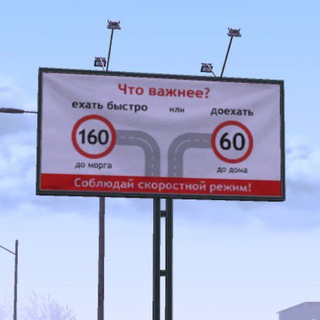 Что важнее?
ехать быстро или доехать
160 60
до морга до дома
Соблюдай скоростной режим!